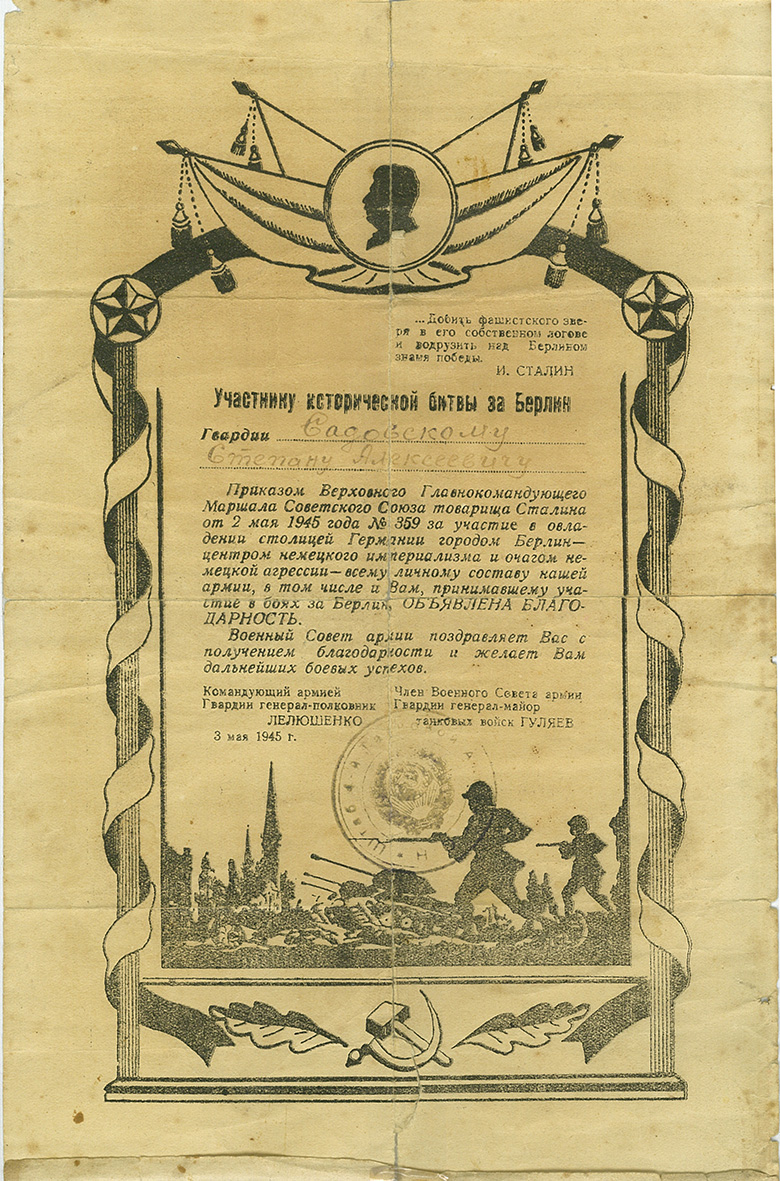 ...Добить фашистского зве-
ря в его собственном логове
и водрузить над Берлином
знамя победы.
И. СТАЛИН
Участнику исторической битвы за Берлин
Гвардии Садовскому
Степану Алексеевичу
Приказом Верховного Главнокомандующего
Маршала Советского Союза товарища Сталина
от 2 мая 1945 года № 359 за участие в овла-
дении столицей Германии городом Берлин—
центром немецкого империализма и очагом не-
мецкой агрессии—всему личному составу нашей
армии, в том числе и Вам, принимавшему уча-
стие в боях за Берлин, ОБЪЯВЛЕНА БЛАГО-
ДАРНОСТЬ.
Военный Совет армии поздравляет Вас с
получением благодарности и желает Вам
дальнейших боевых успехов.
Командующий армией
Гвардии генерал-полковник
ЛЕЛЮШЕНКО
3 мая 1945 г.
Член Военного Совета армии
Гвардии генерал-майор
танковых войск ГУЛЯЕВ